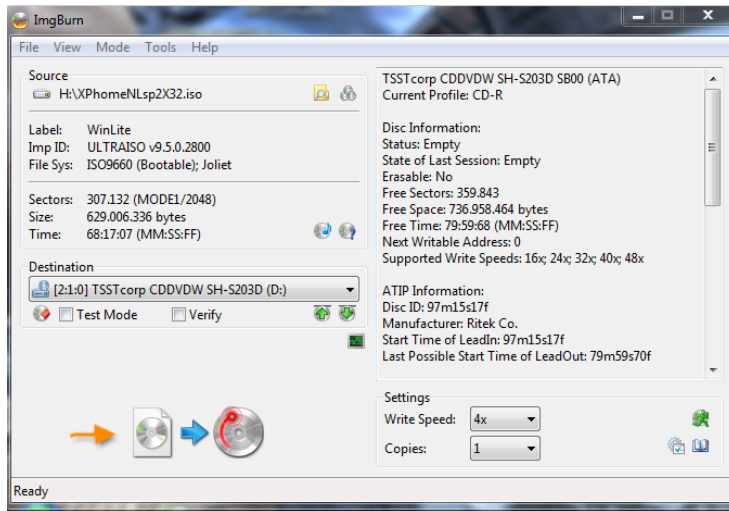 ImgBurn
File View Mode Tools Help
Source
H:\XPhomeNLsp2X32.iso
Label: WinLite
Imp ID: ULTRAISO v9.5.0.2800
File Sys: ISO9660 (Bootable); Joliet
Sectors: 307.132 (MODE1/2048)
Size: 629.006.336 bytes
Time: 68:17:07 (MM:SS:FF)
Destination
[2:1:0] TSSTcorp CDDVDW SH-S203D (D:)
Test Mode Verify
TSSTcorp CDDVDW SH-S203D SB00 (ATA)
Current Profile: CD-R
Disc Information:
Status: Empty
State of Last Session: Empty
Erasable: No
Free Sectors: 359.843
Free Space: 736.958.464 bytes
Free Time: 79:59:68 (MM:SS:FF)
Next Writable Address: 0
Supported Write Speeds: 16x; 24x; 32x; 40x; 48x
ATIP Information:
Disc ID: 97m15s17f
Manufacturer: Ritek Co.
Start Time of LeadIn: 97m15s17f
Last Possible Start Time of LeadOut: 79m59s70f
Settings
Write Speed: 4x
Copies: 1
Ready